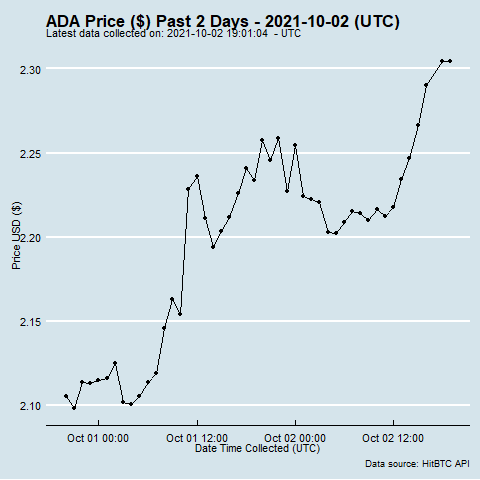 ADA Price ($) Past 2 Days - 2021-10-02 (UTC)
Latest data collected on: 2021-10-02 19:01:04  - UTC
2.30
2.25
2.20
2.15
2.10
Price USD ($)
Oct 01 00:00 Oct 01 12:00 Oct 02 00:00 Oct 02 12:00
Date Time Collected (UTC)
Data source: HitBTC API